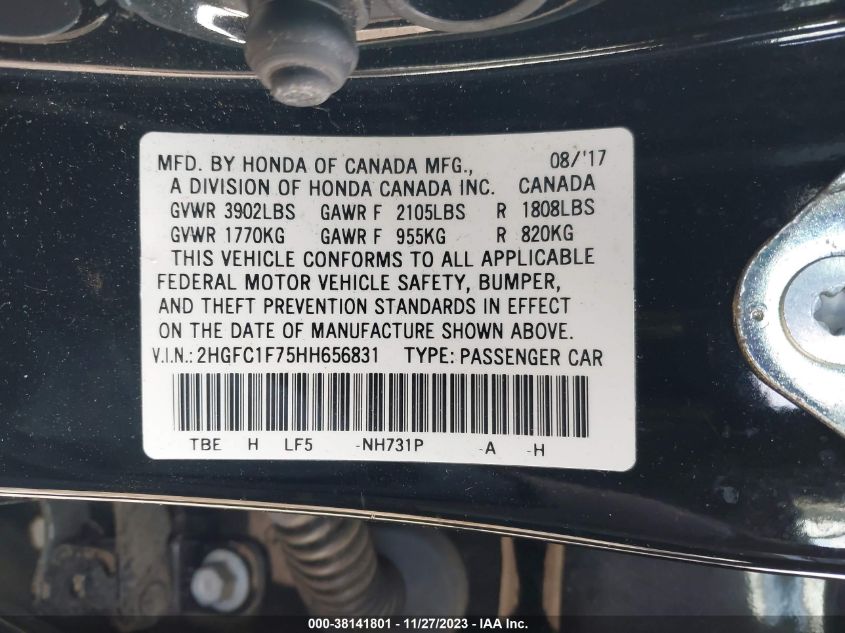 MFD. BY HONDA OF CANADA MFG., 08/'17
A DIVISION OF HONDA CANADA INC. CANADA
GVWR 3902LBS GAWR F 2105LBS R 1808LBS
GVWR 1770KG GAWR F 955KG R 820KG
THIS VEHICLE CONFORMS TO ALL APPLICABLE
FEDERAL MOTOR VEHICLE SAFETY, BUMPER,
AND THEFT PREVENTION STANDARDS IN EFFECT
ON THE DATE OF MANUFACTURE SHOWN ABOVE.
V.I.N.: 2HGFC1F75HH656831 TYPE: PASSENGER CAR
TBE H LF5 -NH731P -A -H
000-38141801 - 11/27/2023 - IAA Inc.